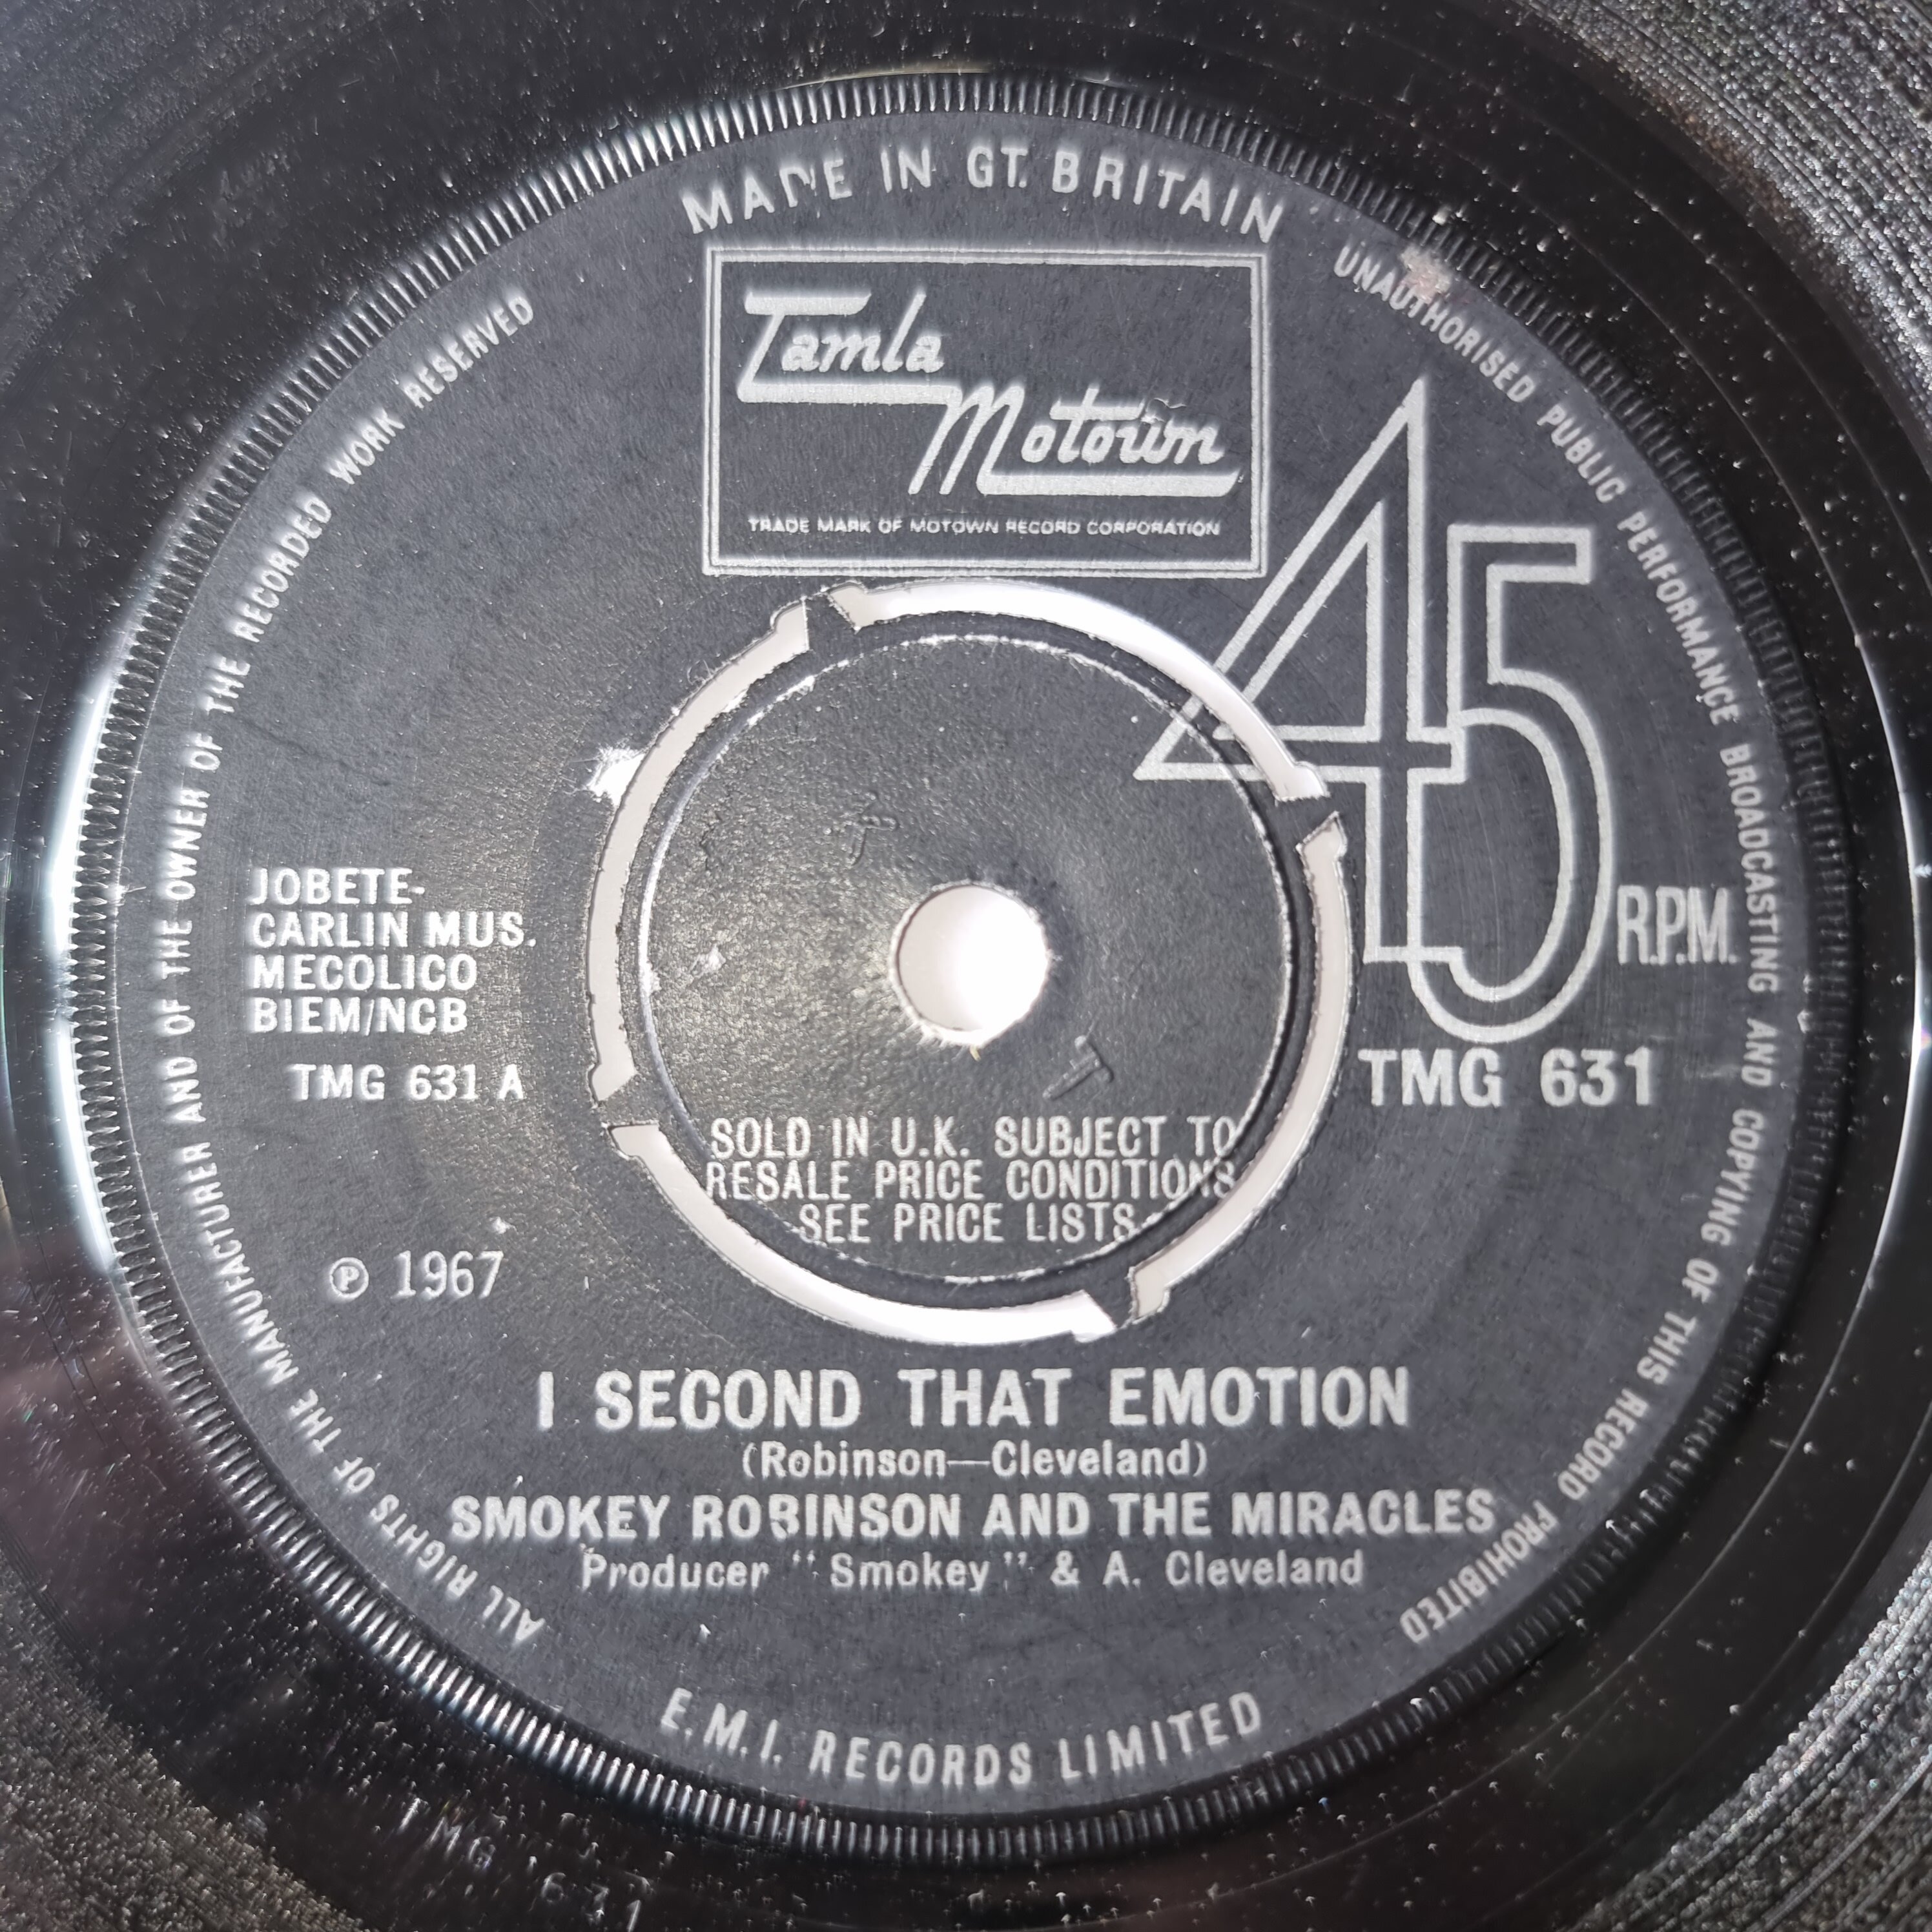 MADE IN GT. BRITAIN
Tamla
Motown
TRADE MARK OF MOTOWN RECORD CORPORATION
ALL RIGHTS OF THE MANUFACTURER AND OF THE OWNER OF THE RECORDED WORK RESERVED
UNAUTHORISED PUBLIC PERFORMANCE BROADCASTING AND COPYING OF THIS RECORD PROHIBITED
45
R.P.M.
JOBETE-
CARLIN MUS.
MECOLICO
BIEM/NCB
TMG 631 A
TMG 631
SOLD IN U.K. SUBJECT TO
RESALE PRICE CONDITIONS
SEE PRICE LISTS
℗ 1967
I SECOND THAT EMOTION
(Robinson—Cleveland)
SMOKEY ROBINSON AND THE MIRACLES
Producer "Smokey" & A. Cleveland
E.M.I. RECORDS LIMITED
TMG 631